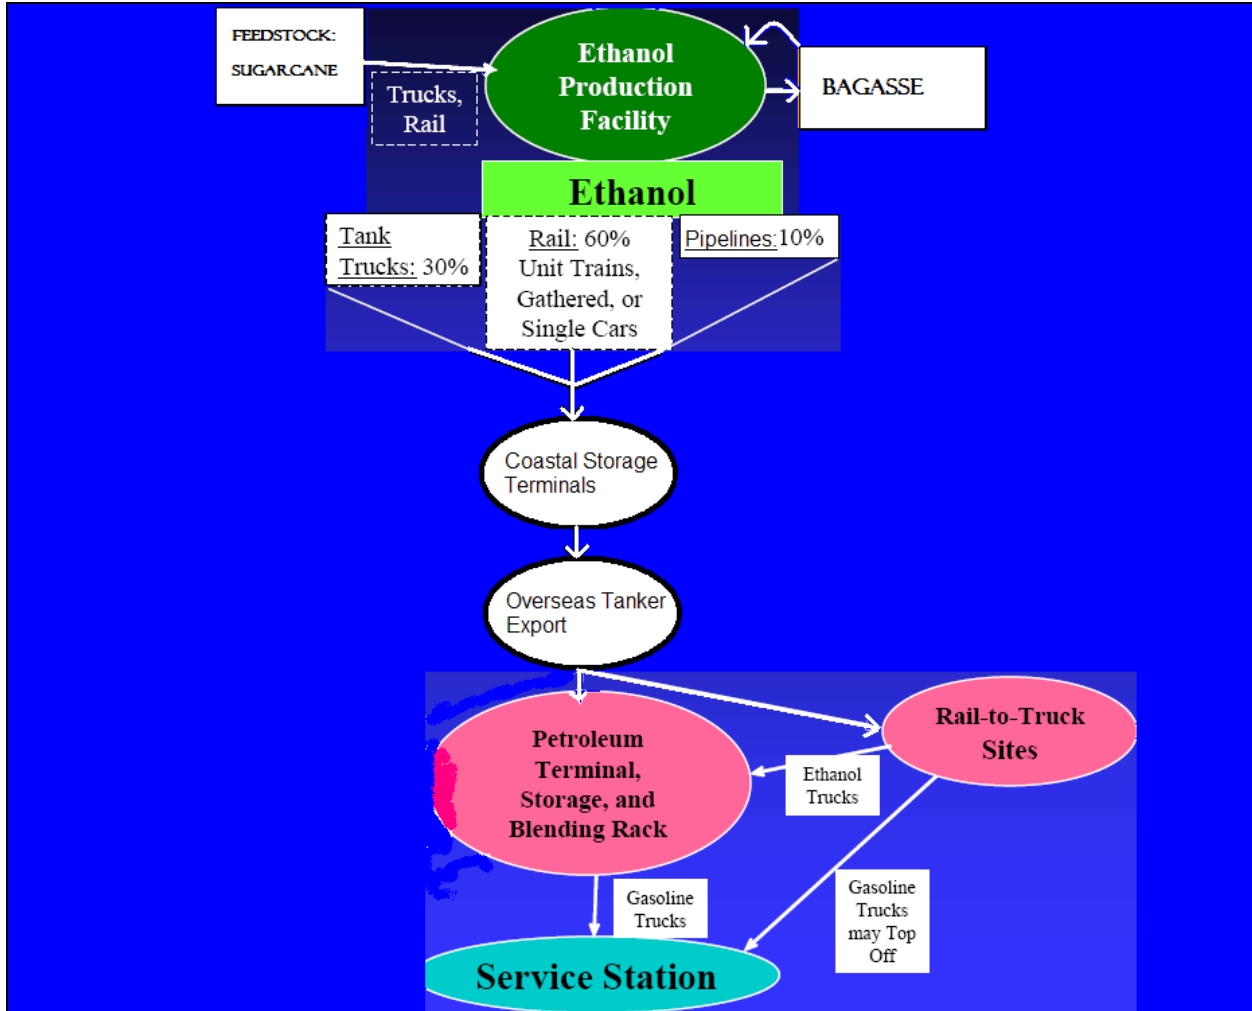 FEEDSTOCK:
SUGARCANE
Trucks,
Rail
Ethanol
Production
Facility
BAGASSE
Ethanol
Tank
Trucks: 30%
Rail: 60%
Unit Trains,
Gathered, or
Single Cars
Pipelines:10%
Coastal Storage
Terminals
Overseas Tanker
Export
Petroleum
Terminal,
Storage, and
Blending Rack
Rail-to-Truck
Sites
Ethanol
Trucks
Gasoline
Trucks
Gasoline
Trucks
may Top
Off
Service Station